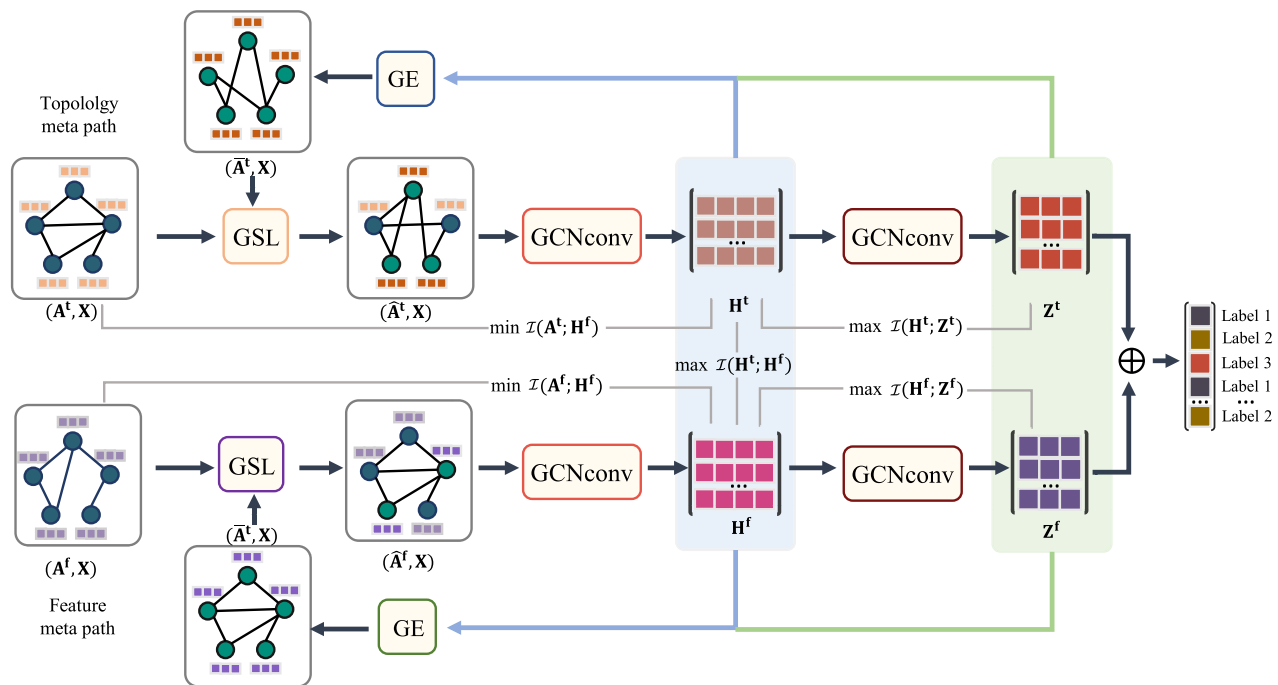 GE
Topololgy
meta path
(A̅ᵗ, X)
GSL
GCNconv
GCNconv
(Aᵗ, X)
(Âᵗ, X)
...
Hᵗ
...
Zᵗ
min ℐ(Aᵗ; Hᶠ)
max ℐ(Hᵗ; Zᵗ)
max ℐ(Hᵗ; Hᶠ)
min ℐ(Aᶠ; Hᶠ)
max ℐ(Hᶠ; Zᶠ)
Label 1
Label 2
Label 3
Label 1
... ...
Label 2
GSL
GCNconv
GCNconv
...
Hᶠ
...
Zᶠ
(A̅ᵗ, X)
(Aᶠ, X)
(Âᶠ, X)
Feature
meta path
GE